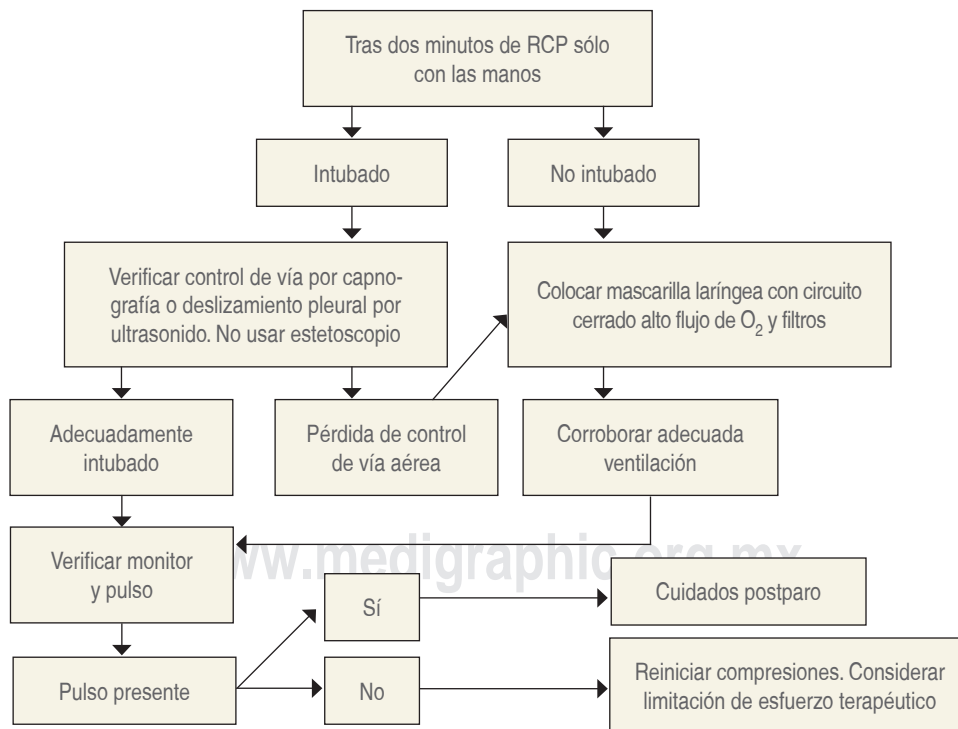 Tras dos minutos de RCP sólo
con las manos
Intubado
No intubado
Verificar control de vía por capno-
grafía o deslizamiento pleural por
ultrasonido. No usar estetoscopio
Colocar mascarilla laríngea con circuito
cerrado alto flujo de O₂ y filtros
Adecuadamente
intubado
Pérdida de control
de vía aérea
Corroborar adecuada
ventilación
Verificar monitor
y pulso
www.medigraphic.org.mx
Sí
Cuidados postparo
Pulso presente
No
Reiniciar compresiones. Considerar
limitación de esfuerzo terapéutico